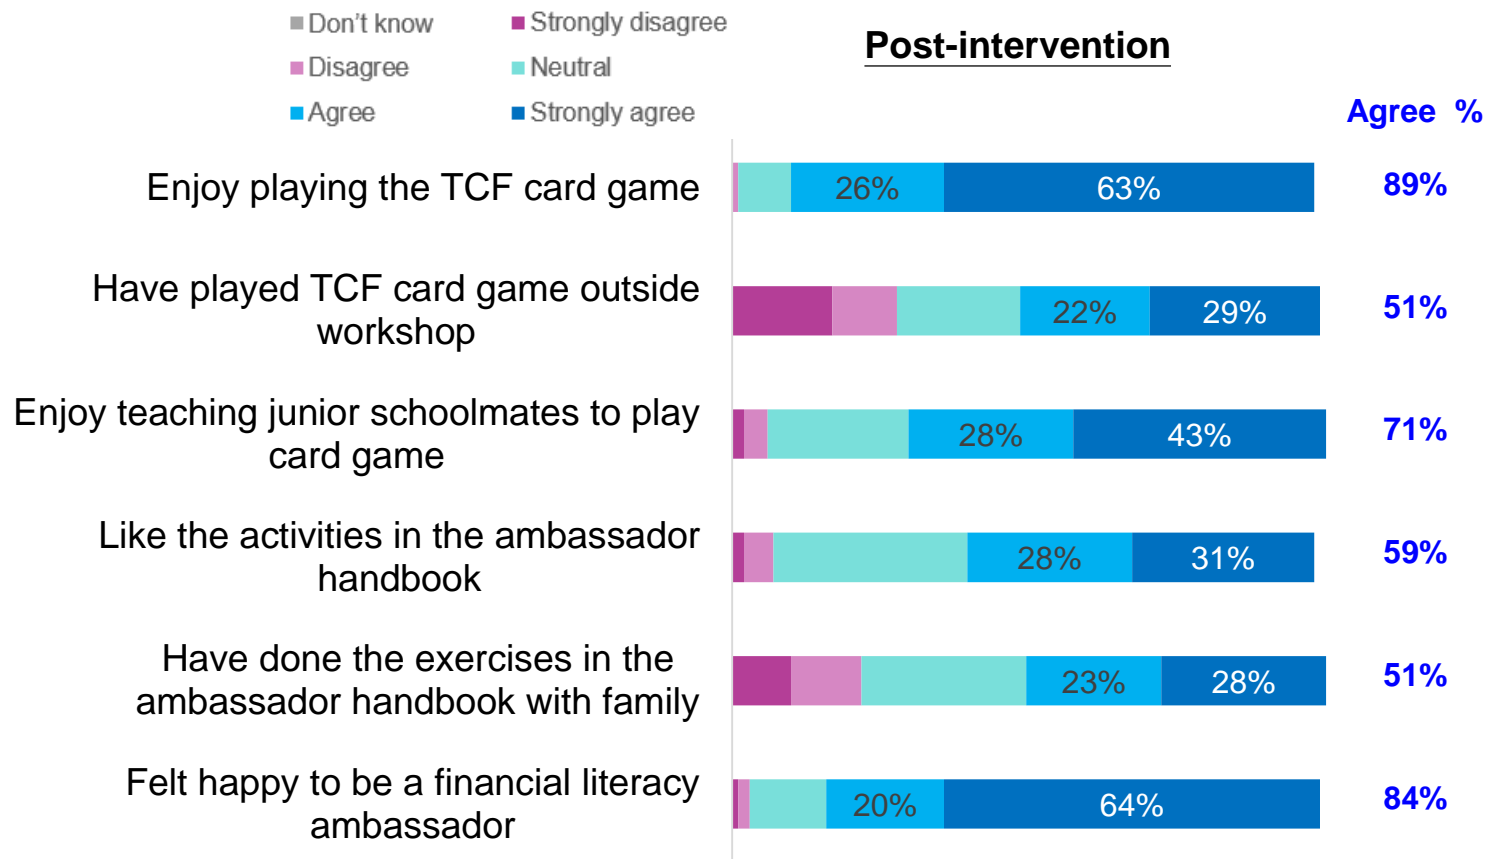 Don't know
Strongly disagree
Disagree
Neutral
Agree
Strongly agree
Post-intervention
Agree %
Enjoy playing the TCF card game
26%
63%
89%
Have played TCF card game outside
workshop
22%
29%
51%
Enjoy teaching junior schoolmates to play
card game
28%
43%
71%
Like the activities in the ambassador
handbook
28%
31%
59%
Have done the exercises in the
ambassador handbook with family
23%
28%
51%
Felt happy to be a financial literacy
ambassador
20%
64%
84%